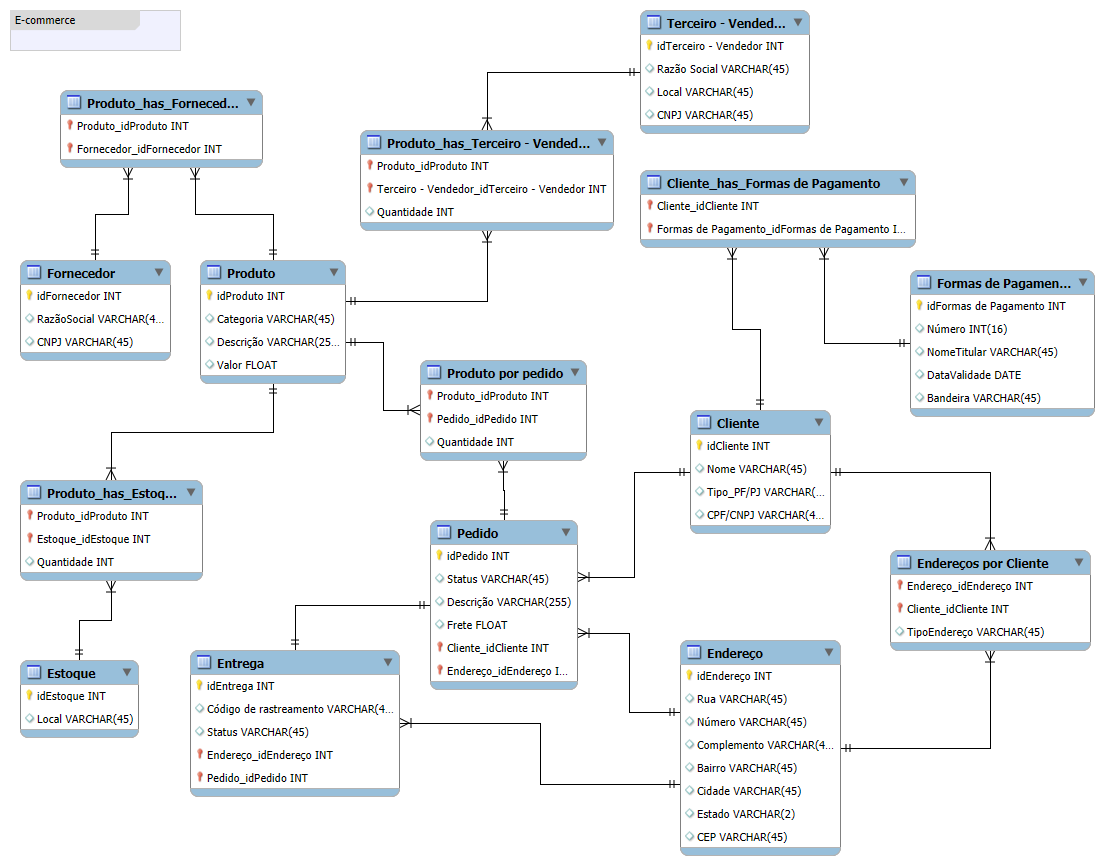 E-commerce
Terceiro - Vended...
idTerceiro - Vendedor INT
Razão Social VARCHAR(45)
Local VARCHAR(45)
CNPJ VARCHAR(45)
Produto_has_Forneced...
Produto_idProduto INT
Fornecedor_idFornecedor INT
Produto_has_Terceiro - Vended...
Produto_idProduto INT
Terceiro - Vendedor_idTerceiro - Vendedor INT
Quantidade INT
Cliente_has_Formas de Pagamento
Cliente_idCliente INT
Formas de Pagamento_idFormas de Pagamento I...
Fornecedor
idFornecedor INT
RazãoSocial VARCHAR(4...
CNPJ VARCHAR(45)
Produto
idProduto INT
Categoria VARCHAR(45)
Descrição VARCHAR(25...
Valor FLOAT
Formas de Pagamen...
idFormas de Pagamento INT
Número INT(16)
NomeTitular VARCHAR(45)
DataValidade DATE
Bandeira VARCHAR(45)
Produto por pedido
Produto_idProduto INT
Pedido_idPedido INT
Quantidade INT
Cliente
idCliente INT
Nome VARCHAR(45)
Tipo_PF/PJ VARCHAR(...
CPF/CNPJ VARCHAR(4...
Produto_has_Estoq...
Produto_idProduto INT
Estoque_idEstoque INT
Quantidade INT
Pedido
idPedido INT
Status VARCHAR(45)
Descrição VARCHAR(255)
Frete FLOAT
Cliente_idCliente INT
Endereço_idEndereço I...
Endereços por Cliente
Endereço_idEndereço INT
Cliente_idCliente INT
TipoEndereço VARCHAR(45)
Estoque
idEstoque INT
Local VARCHAR(45)
Entrega
idEntrega INT
Código de rastreamento VARCHAR(4...
Status VARCHAR(45)
Endereço_idEndereço INT
Pedido_idPedido INT
Endereço
idEndereço INT
Rua VARCHAR(45)
Número VARCHAR(45)
Complemento VARCHAR(4...
Bairro VARCHAR(45)
Cidade VARCHAR(45)
Estado VARCHAR(2)
CEP VARCHAR(45)